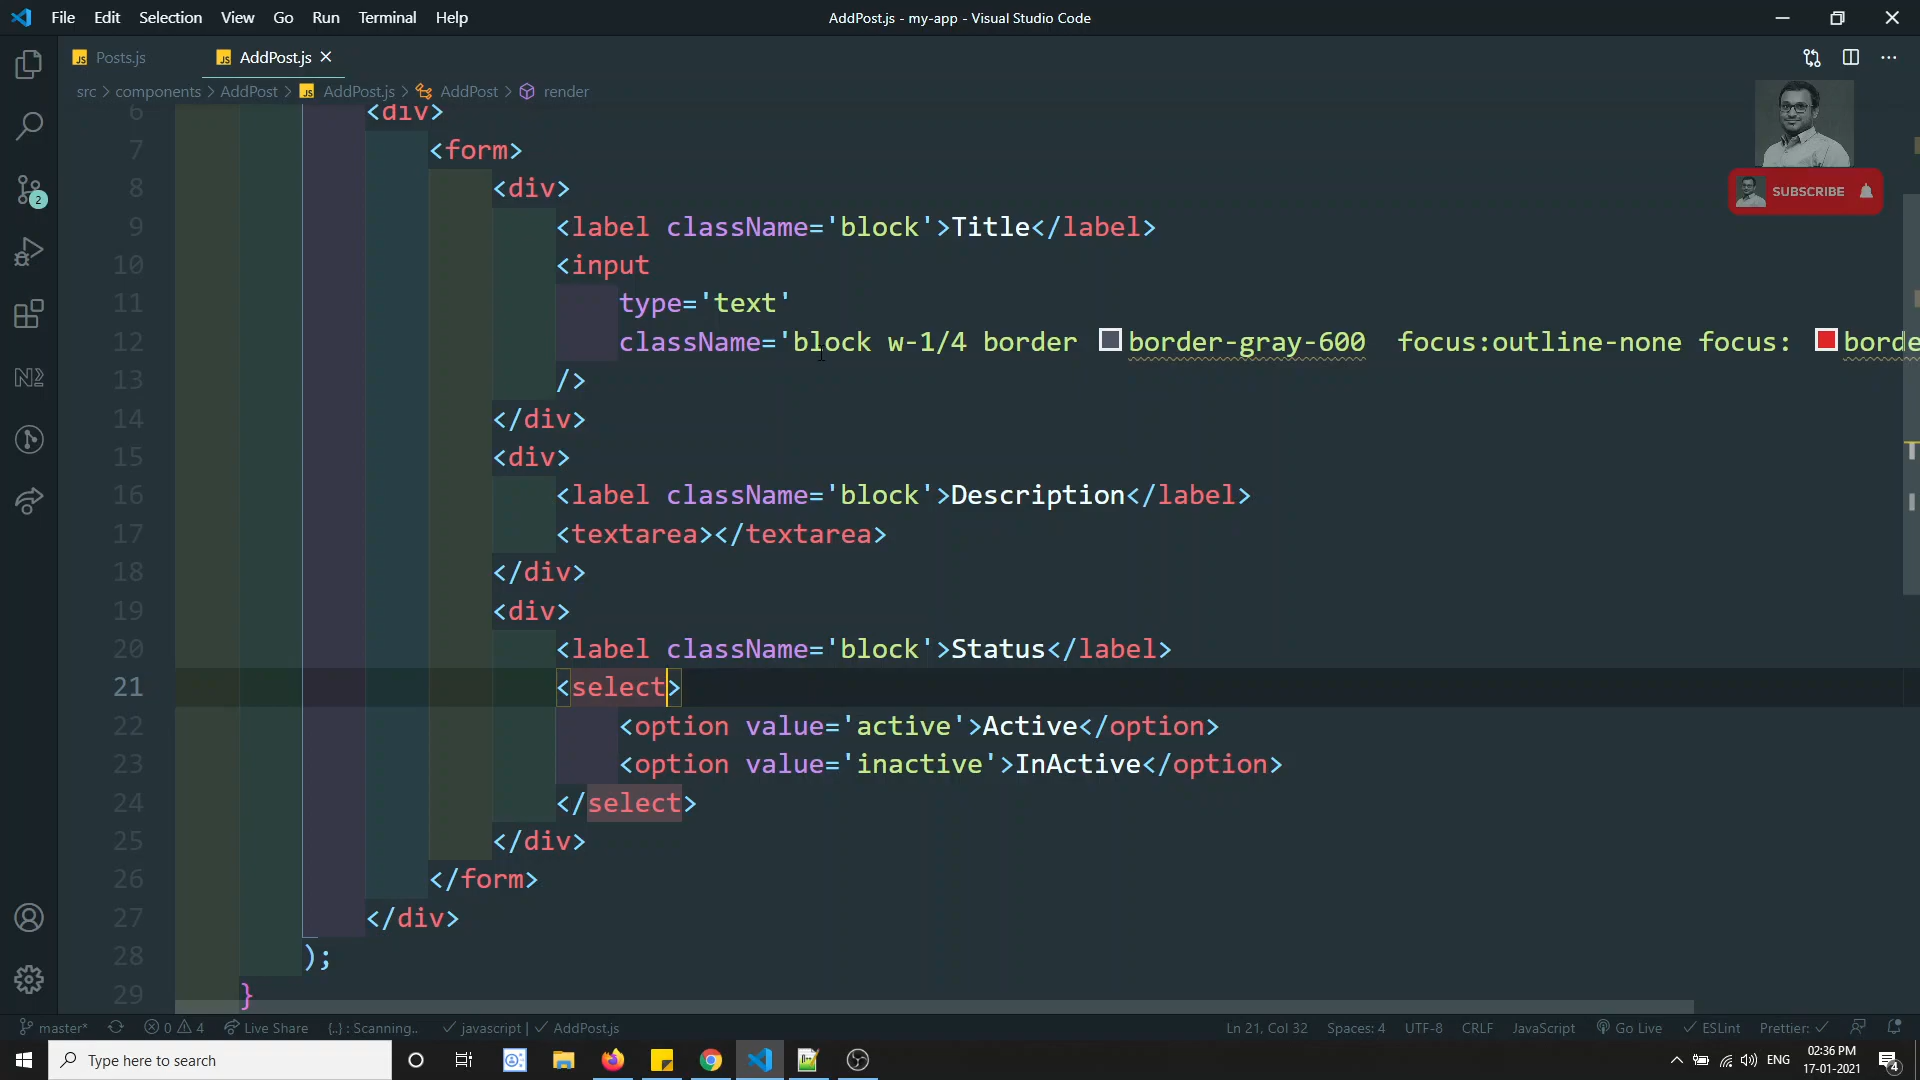 File Edit Selection View Go Run Terminal Help
AddPost.js - my-app - Visual Studio Code
JS Posts.js
JS AddPost.js
src > components > AddPost > JS AddPost.js > AddPost > render
SUBSCRIBE
6 <div>
7 <form>
8 <div>
9 <label className='block'>Title</label>
10 <input
11 type='text'
12 className='block w-1/4 border border-gray-600 focus:outline-none focus: borde
13 />
14 </div>
15 <div>
16 <label className='block'>Description</label>
17 <textarea></textarea>
18 </div>
19 <div>
20 <label className='block'>Status</label>
21 <select>
22 <option value='active'>Active</option>
23 <option value='inactive'>InActive</option>
24 </select>
25 </div>
26 </form>
27 </div>
28 );
29 }
2
master* 0 4 Live Share {..} : Scanning.. javascript | AddPost.js Ln 21, Col 32 Spaces: 4 UTF-8 CRLF JavaScript Go Live ESLint Prettier:
Type here to search
ENG
02:36 PM
17-01-2021
4